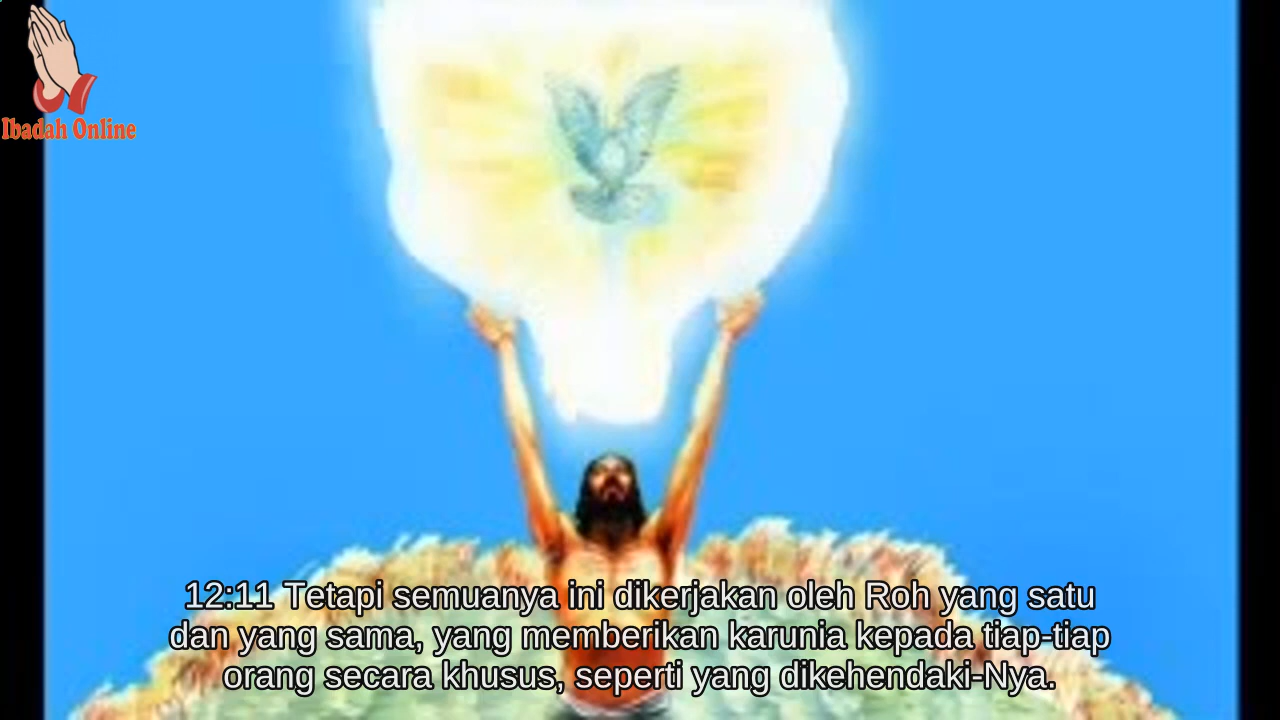 Ibadah Online
12:11 Tetapi semuanya ini dikerjakan oleh Roh yang satu
dan yang sama, yang memberikan karunia kepada tiap-tiap
orang secara khusus, seperti yang dikehendaki-Nya.